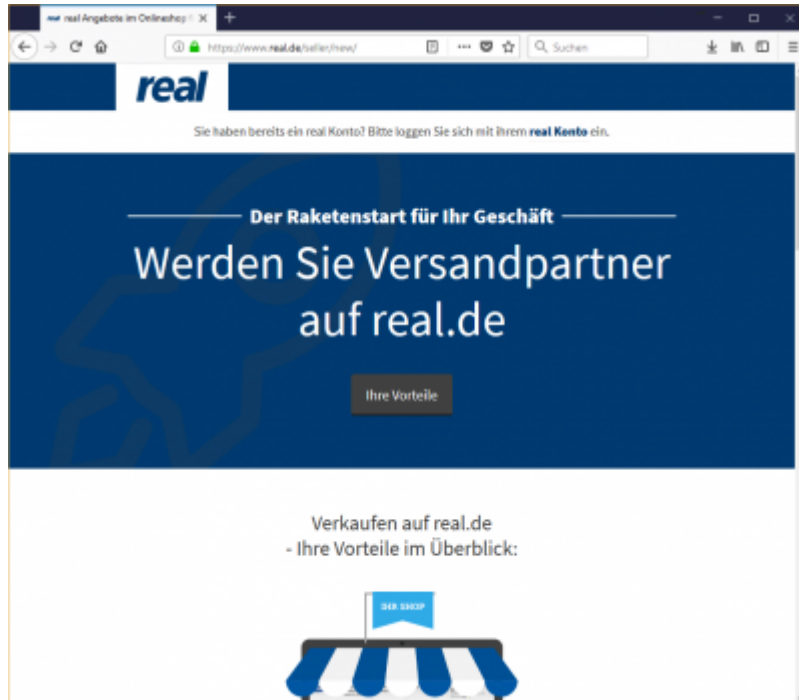 real Angebote im Onlineshop
https://www.real.de/seller/new/
Suchen
real
Sie haben bereits ein real Konto? Bitte loggen Sie sich mit ihrem real Konto ein.
Der Raketenstart für Ihr Geschäft
Werden Sie Versandpartner
auf real.de
Ihre Vorteile
Verkaufen auf real.de
- Ihre Vorteile im Überblick:
IHR SHOP